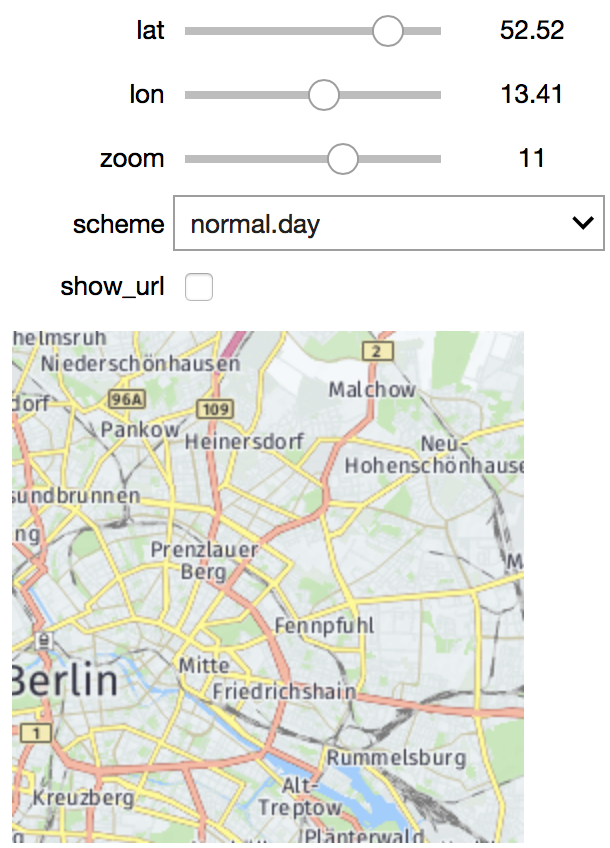 lat 52.52
lon 13.41
zoom 11
scheme normal.day
show_url
helmsruh
Niederschönhausen
2
Malchow
dorf
96A
109
Pankow
Heinersdorf
Neu-
Hohenschönhause
sundbrunnen
ng
Prenzlauer
Berg
M
Fennpfuhl
Mitte
Berlin
Friedrichshain
1
Rummelsburg
Kreuzberg
Alt-
Treptow
Plänterwald